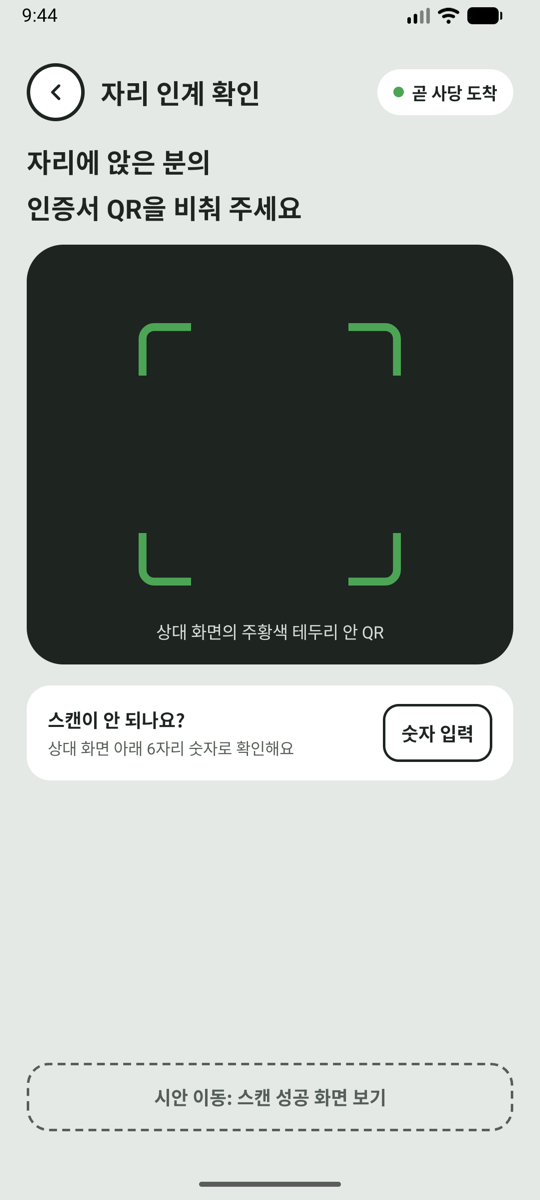 9:44
자리 인계 확인
곧 사당 도착
자리에 앉은 분의
인증서 QR을 비춰 주세요
상대 화면의 주황색 테두리 안 QR
스캔이 안 되나요?
상대 화면 아래 6자리 숫자로 확인해요
숫자 입력
시안 이동: 스캔 성공 화면 보기